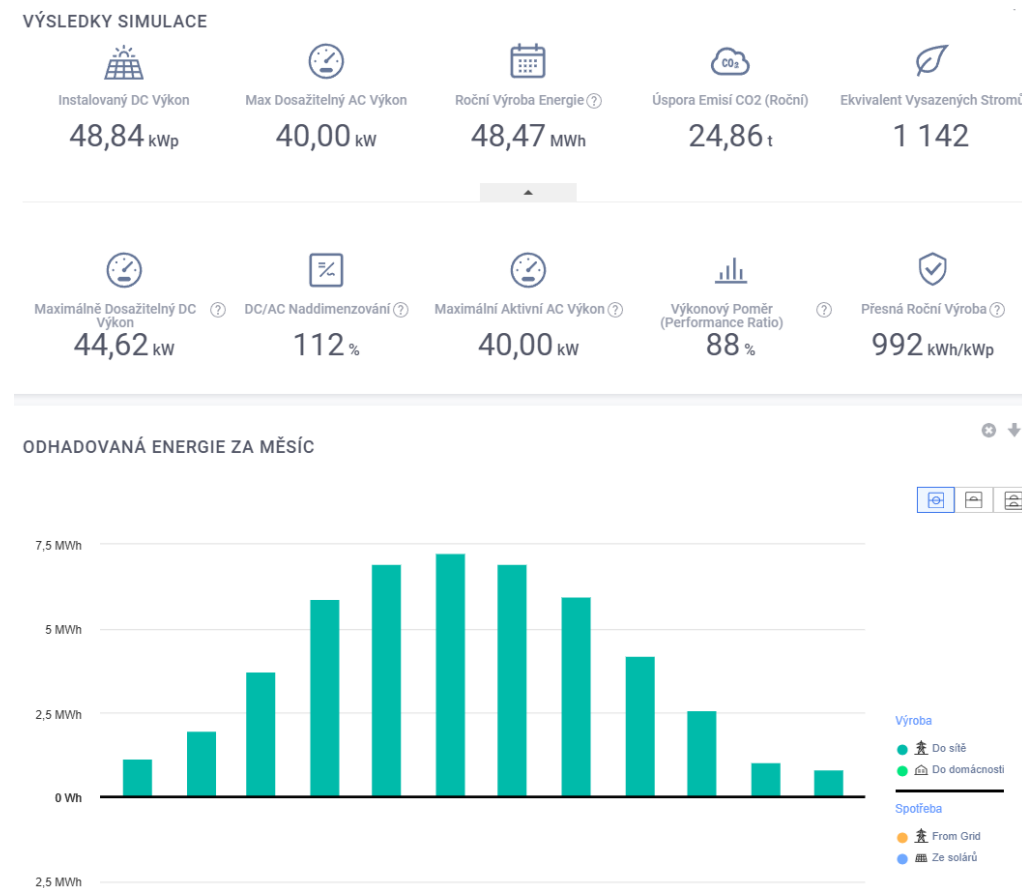 VÝSLEDKY SIMULACE
Instalovaný DC Výkon
48,84 kWp
Max Dosažitelný AC Výkon
40,00 kW
Roční Výroba Energie ?
48,47 MWh
CO₂
Úspora Emisí CO2 (Roční)
24,86 t
Ekvivalent Vysazených Stromů
1 142
Maximálně Dosažitelný DC ?
Výkon
44,62 kW
DC/AC Naddimenzování ?
112 %
Maximální Aktivní AC Výkon ?
40,00 kW
Výkonový Poměr ?
(Performance Ratio)
88 %
Přesná Roční Výroba ?
992 kWh/kWp
ODHADOVANÁ ENERGIE ZA MĚSÍC
7,5 MWh
5 MWh
2,5 MWh
0 Wh
2,5 MWh
Výroba
Do sítě
Do domácnosti
Spotřeba
From Grid
Ze solárů